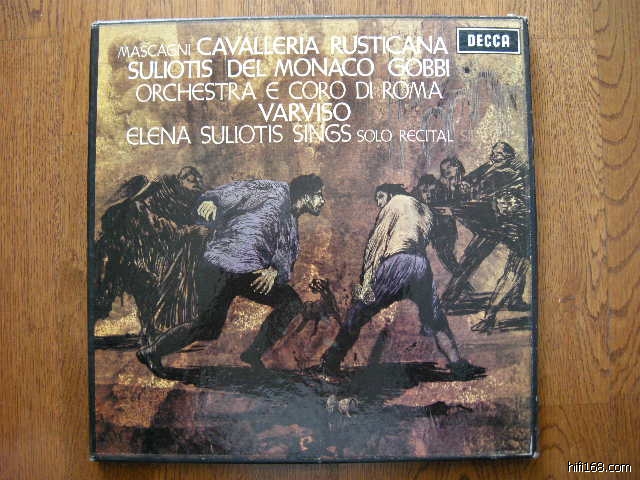 MASCAGNI CAVALLERIA RUSTICANA
DECCA
SULIOTIS DEL MONACO GOBBI
ORCHESTRA E CORO DI ROMA
VARVISO
ELENA SULIOTIS SINGS SOLO RECITAL
hifi168.com